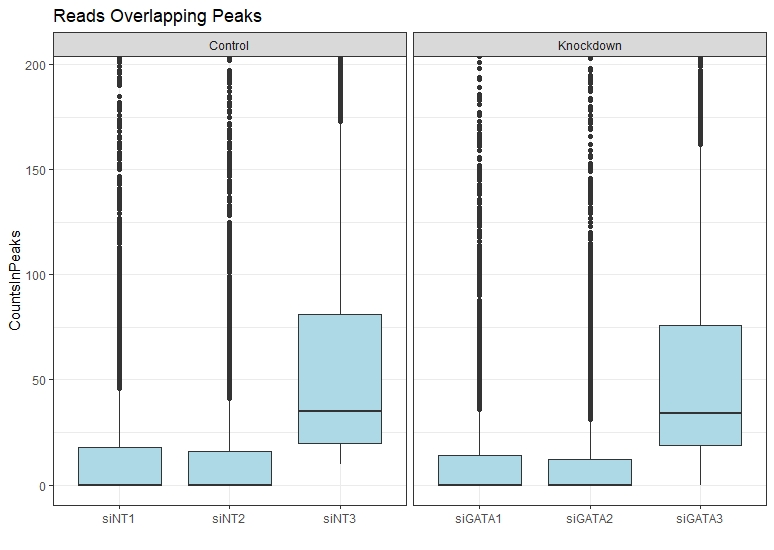 Reads Overlapping Peaks
Control
Knockdown
CountsInPeaks
200
150
100
50
0
siNT1
siNT2
siNT3
siGATA1
siGATA2
siGATA3